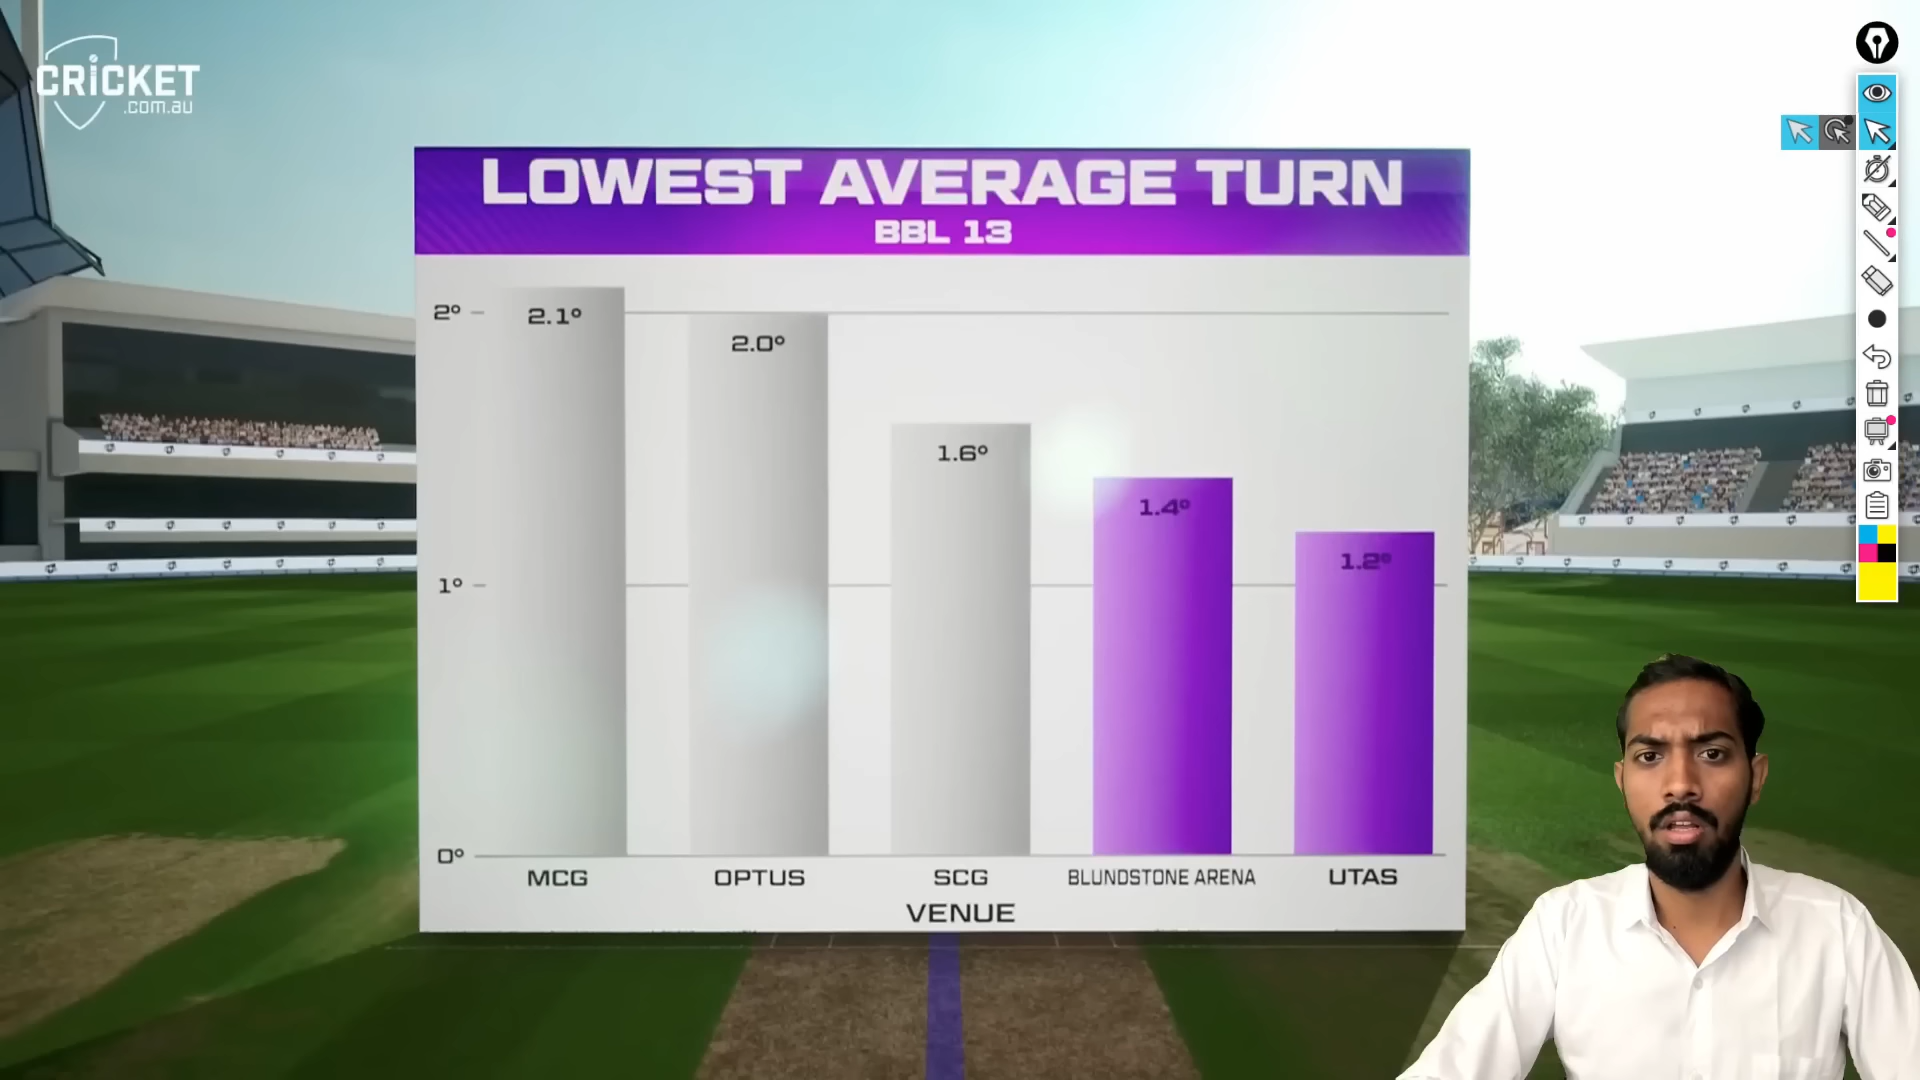 CRICKET
.com.au
LOWEST AVERAGE TURN
BBL 13
2°
2.1°
2.0°
1.6°
1.4°
1.2°
1°
0°
MCG
OPTUS
SCG
BLUNDSTONE ARENA
UTAS
VENUE